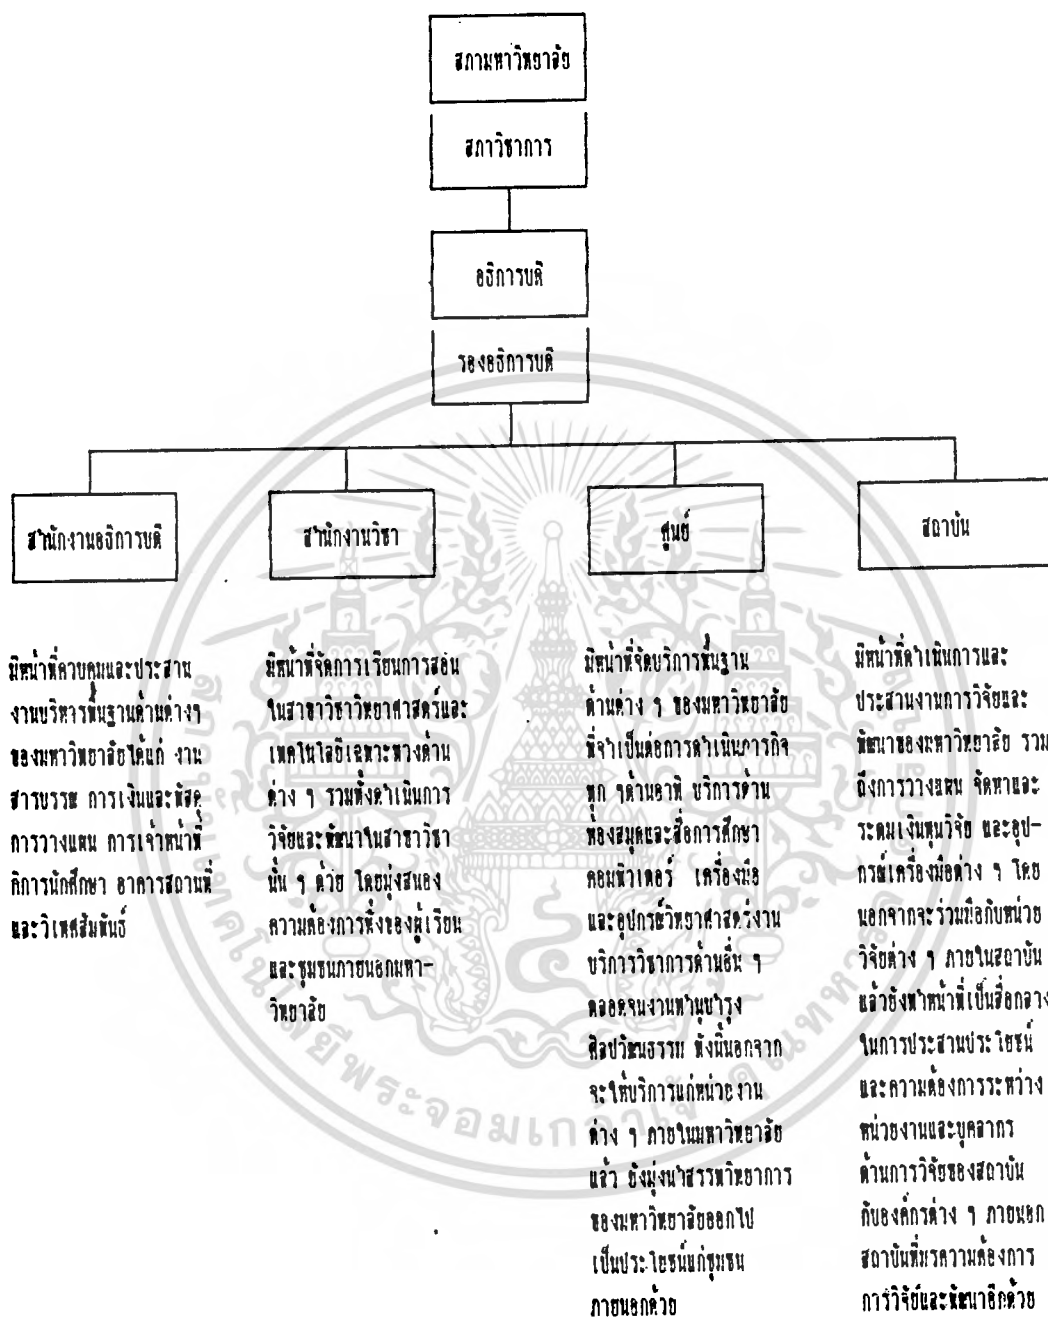 สภามหาวิทยาลัย
สภาวิชาการ
อธิการบดี
รองอธิการบดี
สำนักงานอธิการบดี
สำนักงานวิชา
ศูนย์
สถาบัน
มีหน้าที่ควบคุมและประสาน
งานบริหารพื้นฐานด้านต่างๆ
ของมหาวิทยาลัยได้แก่ งาน
สารบรรณ การเงินและพัสดุ
การวางแผน การเจ้าหน้าที่
กิการนักศึกษา อาคารสถานที่
และวิเทศสัมพันธ์
มีหน้าที่จัดการเรียนการสอน
ในสาขาวิชาวิทยาศาสตร์และ
เทคโนโลยีเฉพาะทางด้าน
ต่าง ๆ รวมทั้งดำเนินการ
วิจัยและพัฒนาในสาขาวิชา
นั้น ๆ ด้วย โดยมุ่งสนอง
ความต้องการทั้งของผู้เรียน
และชุมชนภายนอกมหา-
วิทยาลัย
มีหน้าที่จัดบริการพื้นฐาน
ด้านต่าง ๆ ของมหาวิทยาลัย
ที่จำเป็นต่อการดำเนินภารกิจ
ทุก ๆด้านอาทิ บริการด้าน
ห้องสมุดและสื่อการศึกษา
คอมพิวเตอร์ เครื่องมือ
และอุปกรณ์วิทยาศาสตร์งาน
บริการวิชาการด้านอื่น ๆ
ตลอดจนงานทำนุบำรุง
ศิลปวัฒนธรรม ทั้งนี้นอกจาก
จะให้บริการแก่หน่วยงาน
ต่าง ๆ ภายในมหาวิทยาลัย
แล้ว ยังมุ่งนำสรรพวิทยาการ
ของมหาวิทยาลัยออกไป
เป็นประโยชน์แก่ชุมชน
ภายนอกด้วย
มีหน้าที่ดำเนินการและ
ประสานงานการวิจัยและ
พัฒนาของมหาวิทยาลัย รวม
ถึงการวางแผน จัดหาและ
ระดมเงินทุนวิจัย และอุป-
กรณ์เครื่องมือต่าง ๆ โดย
นอกจากจะร่วมมือกับหน่วย
วิจัยต่าง ๆ ภายในสถาบัน
แล้วยังทำหน้าที่เป็นสื่อกลาง
ในการประสานประโยชน์
และความต้องการระหว่าง
หน่วยงานและบุคลากร
ด้านการวิจัยของสถาบัน
กับองค์กรต่าง ๆ ภายนอก
สถาบันที่มรความต้องการ
การวิจัยและพัฒนาอีกด้วย
สถาบันเทคโนโลยีพระจอมเกล้าเจ้าคุณทหารลาดกระบัง